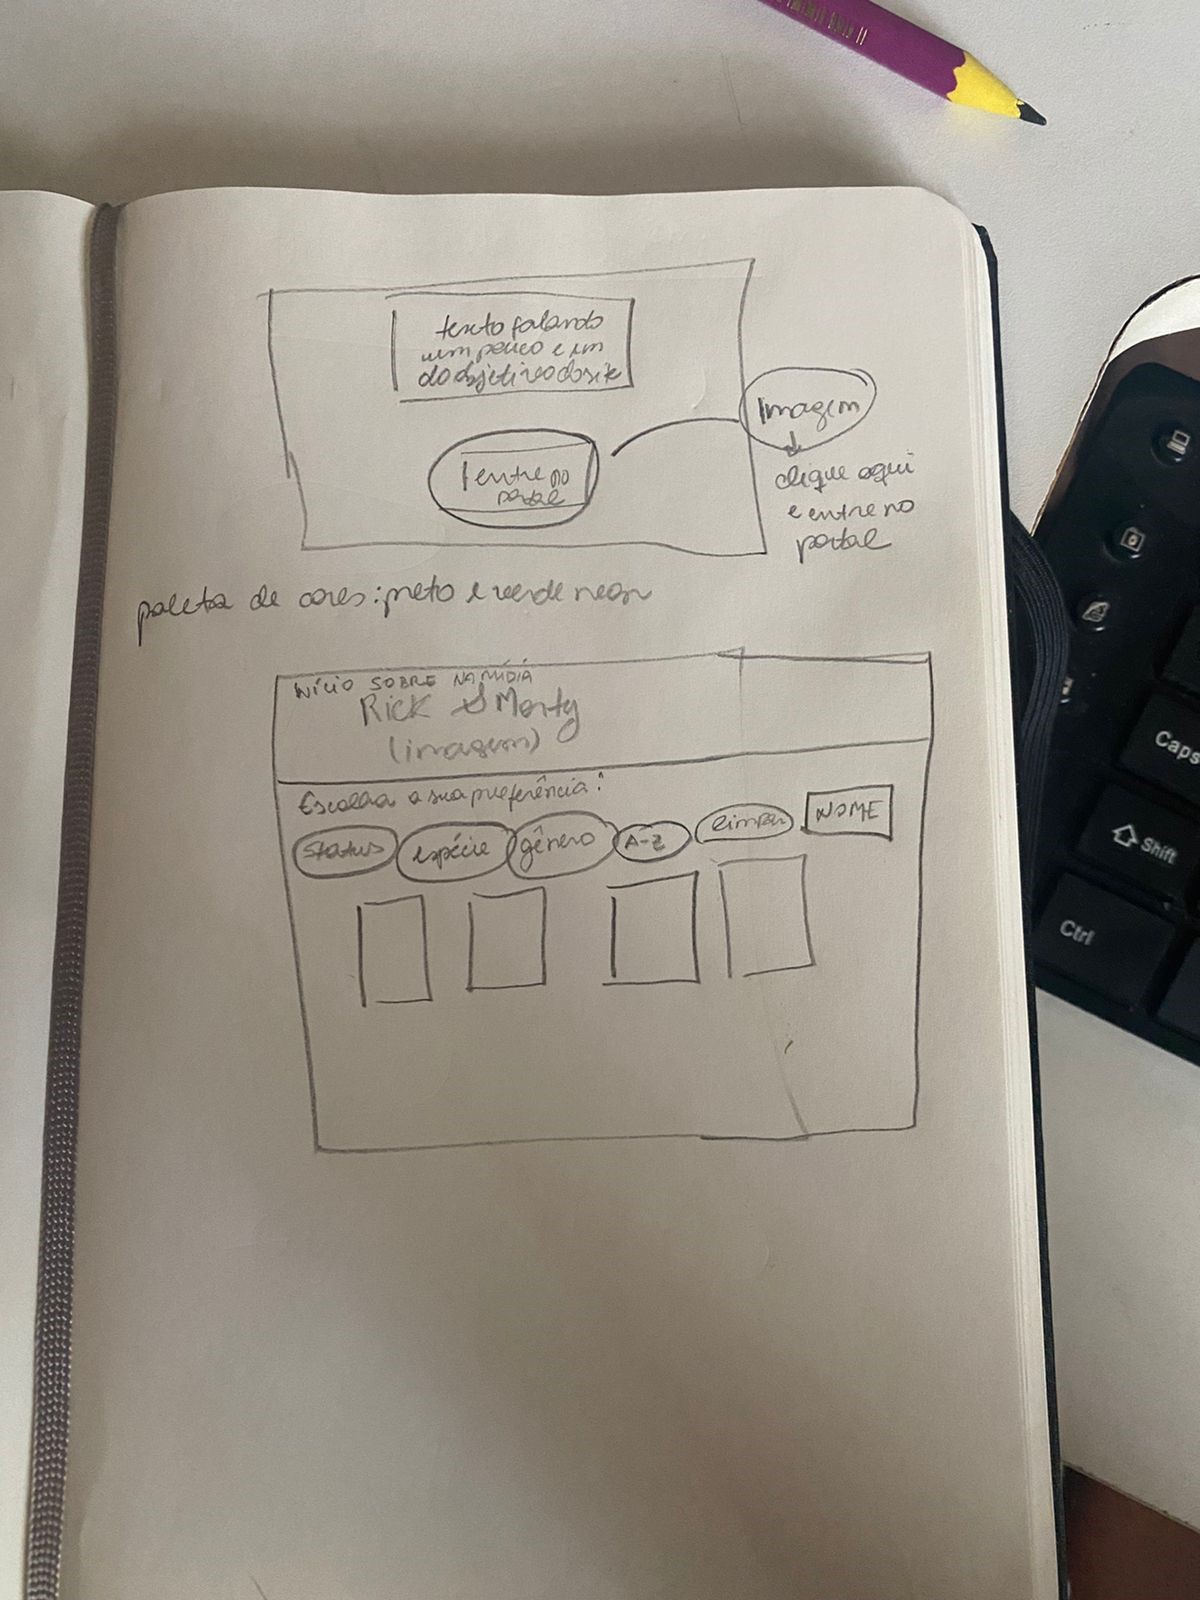 texto falando
um pouco e um
do objetivo do site
entre no
portal
Imagem
clique aqui
e entre no
portal
paleta de cores: preto e verde neon
INÍCIO SOBRE NA MÍDIA
Rick & Morty
(imagem)
Escolha a sua preferência:
status espécie gênero A-Z limpar NOME
Caps
Shift
Ctrl